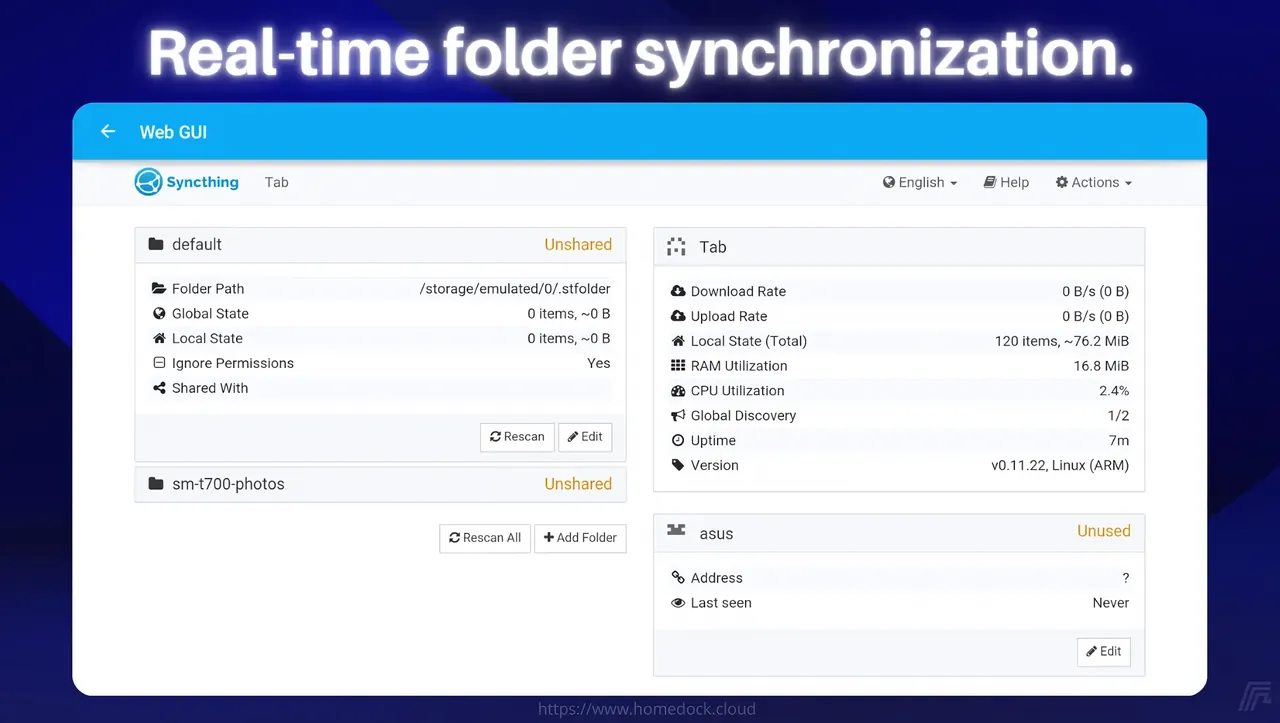 Real-time folder synchronization.
Web GUI
Syncthing Tab English Help Actions
default Unshared
Folder Path /storage/emulated/0/.stfolder
Global State 0 items, ~0 B
Local State 0 items, ~0 B
Ignore Permissions Yes
Shared With
Rescan Edit
sm-t700-photos Unshared
Rescan All Add Folder
Tab
Download Rate 0 B/s (0 B)
Upload Rate 0 B/s (0 B)
Local State (Total) 120 items, ~76.2 MiB
RAM Utilization 16.8 MiB
CPU Utilization 2.4%
Global Discovery 1/2
Uptime 7m
Version v0.11.22, Linux (ARM)
asus Unused
Address ?
Last seen Never
Edit
https://www.homedock.cloud